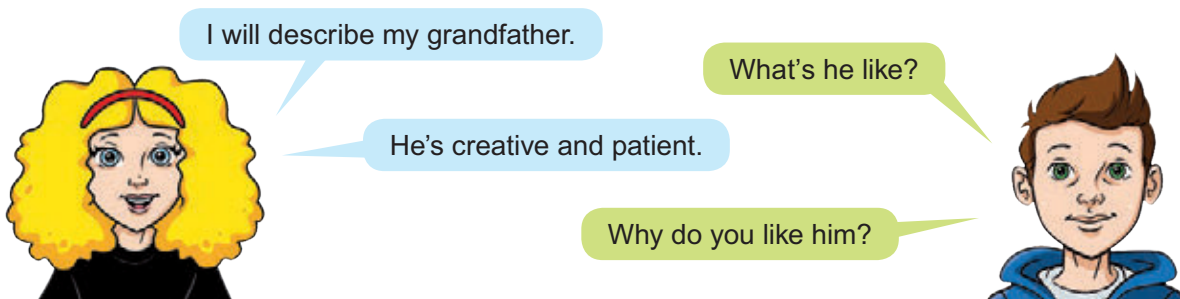 I will describe my grandfather.
What’s he like?
He’s creative and patient.
Why do you like him?